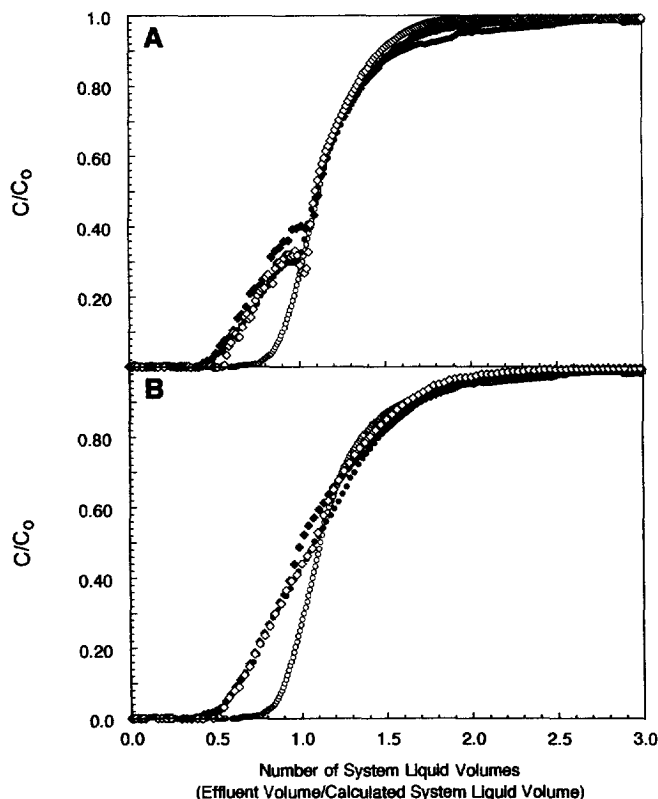 A
1.0
0.80
0.60
0.40
0.20
C/Co
B
0.80
0.60
0.40
0.20
0.0
C/Co
0.0 0.5 1.0 1.5 2.0 2.5 3.0
Number of System Liquid Volumes
(Effluent Volume/Calculated System Liquid Volume)